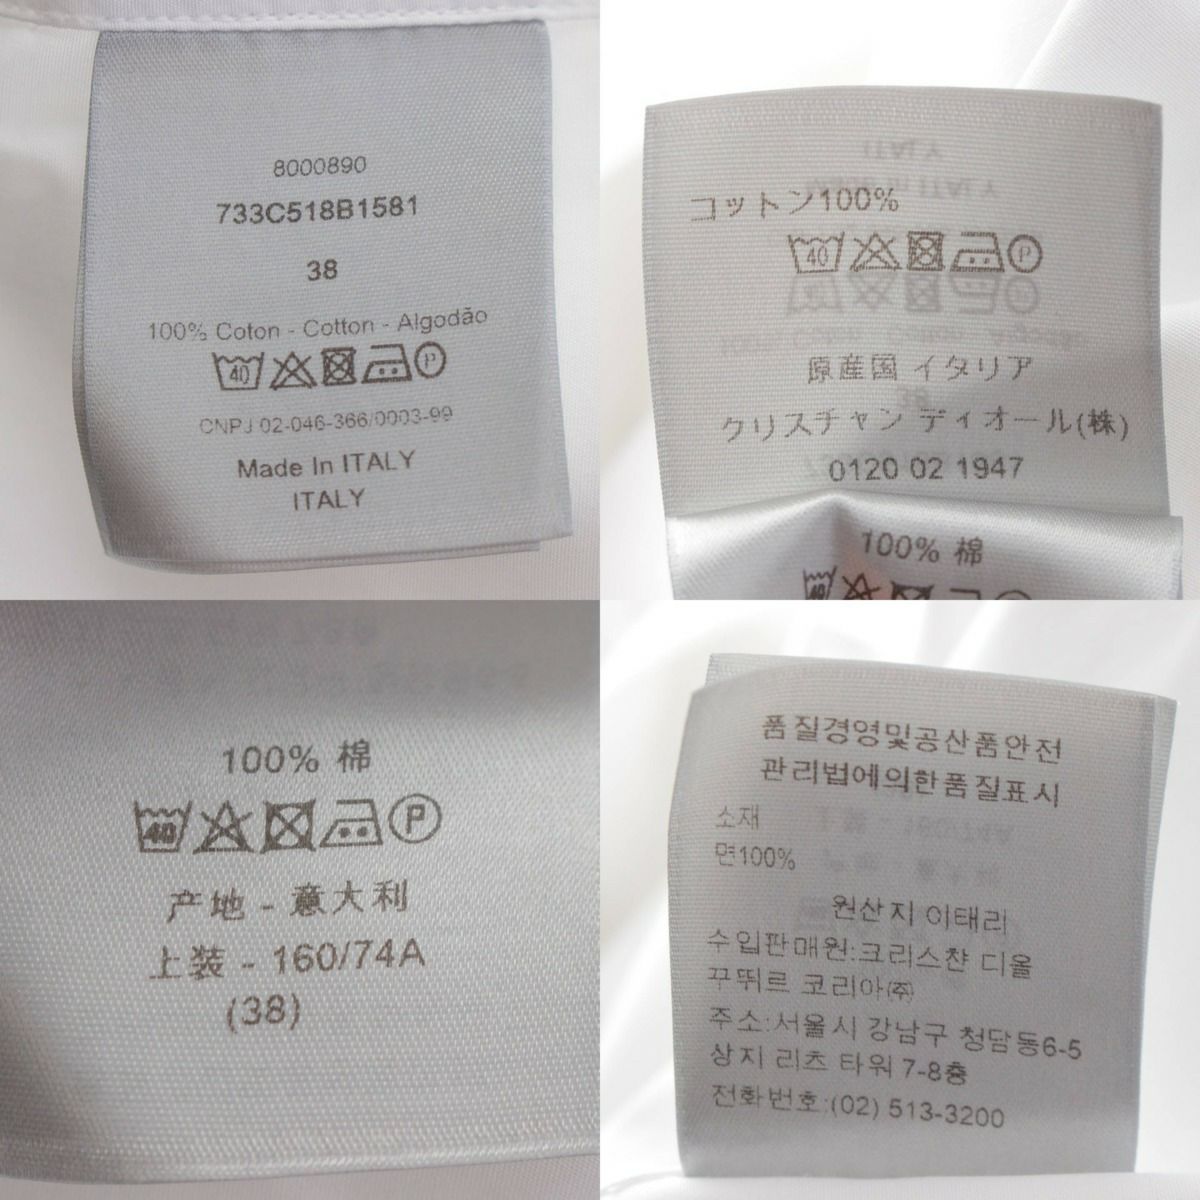 8000890
733C518B1581
38
100% Coton - Cotton - Algodão
40 P
CNPJ 02-046-366/0003-99
Made In ITALY
ITALY
コットン100%
40 P
原産国 イタリア
クリスチャン ディオール(株)
0120 02 1947
100% 棉
40
100% 棉
40 P
产地 - 意大利
上装 - 160/74A
(38)
품질경영및공산품안전
관리법에의한품질표시
소재
면100%
원산지 이태리
수입판매원:크리스챤 디올
꾸뛰르 코리아㈜
주소:서울시 강남구 청담동6-5
상지 리츠 타워 7-8층
전화번호:(02) 513-3200